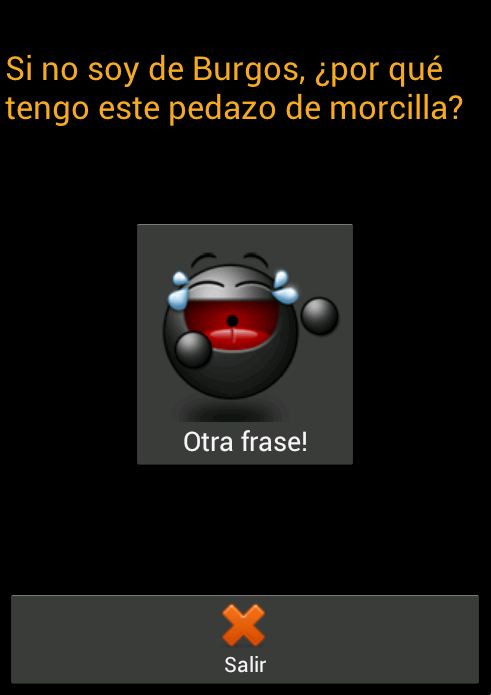 Si no soy de Burgos, ¿por qué
tengo este pedazo de morcilla?
Otra frase!
Salir